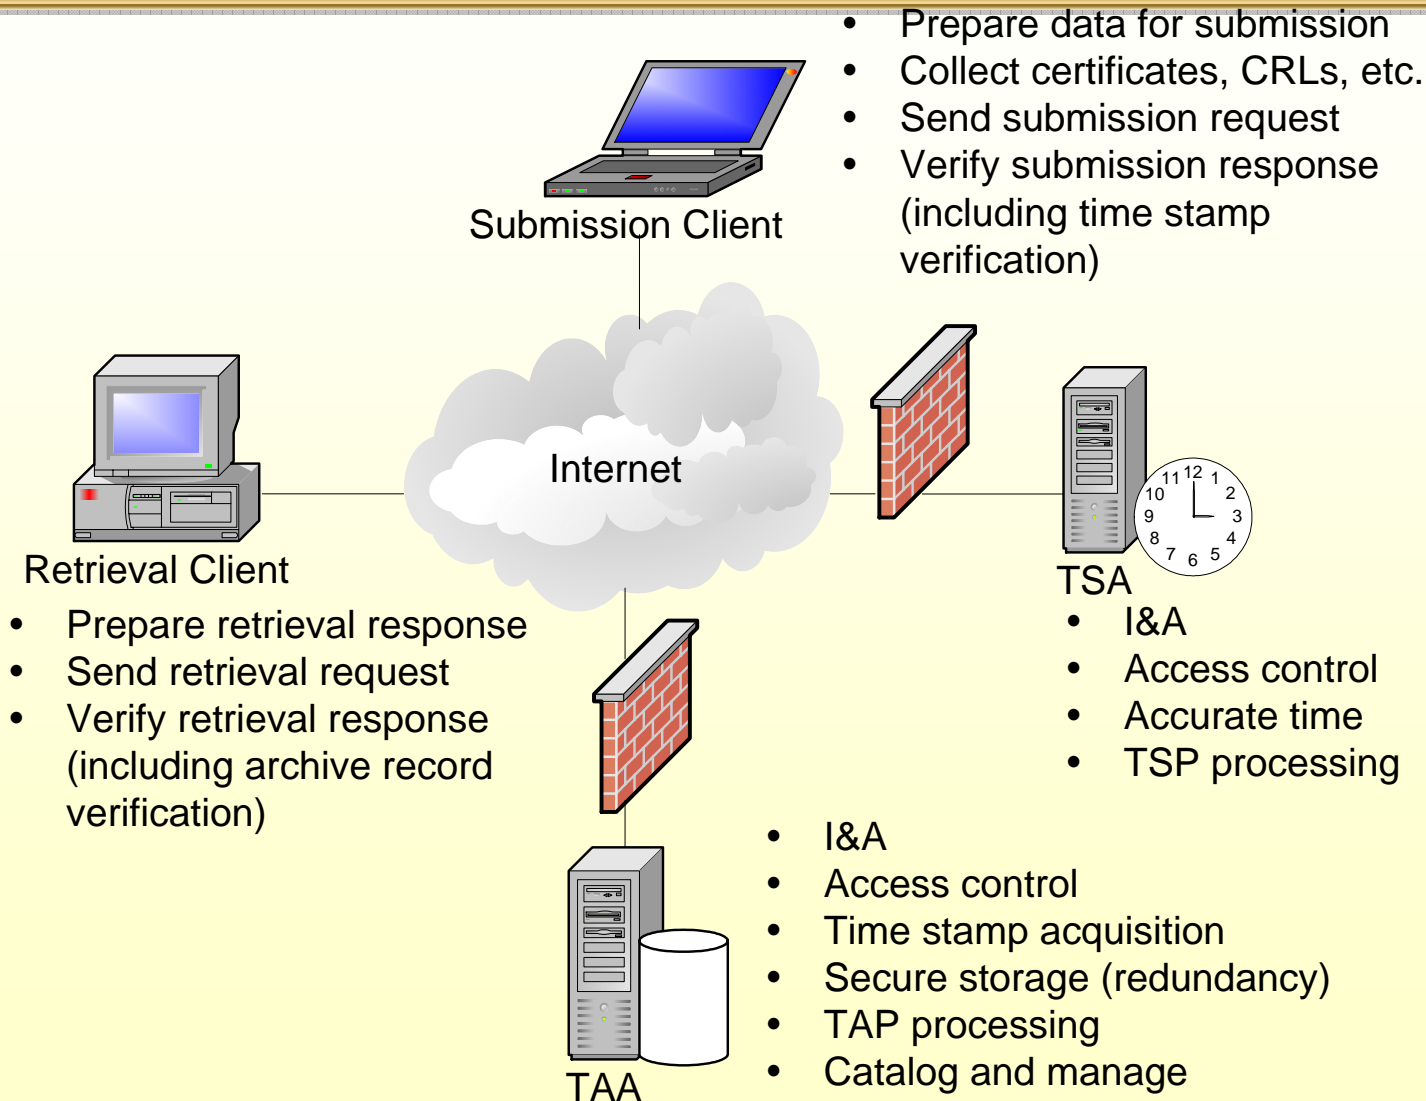 • Prepare data for submission
• Collect certificates, CRLs, etc.
• Send submission request
• Verify submission response
(including time stamp
verification)
Submission Client
Internet
Retrieval Client
• Prepare retrieval response
• Send retrieval request
• Verify retrieval response
(including archive record
verification)
12
1
2
3
4
5
6
7
8
9
10
11
TSA
• I&A
• Access control
• Accurate time
• TSP processing
• I&A
• Access control
• Time stamp acquisition
• Secure storage (redundancy)
• TAP processing
• Catalog and manage
TAA